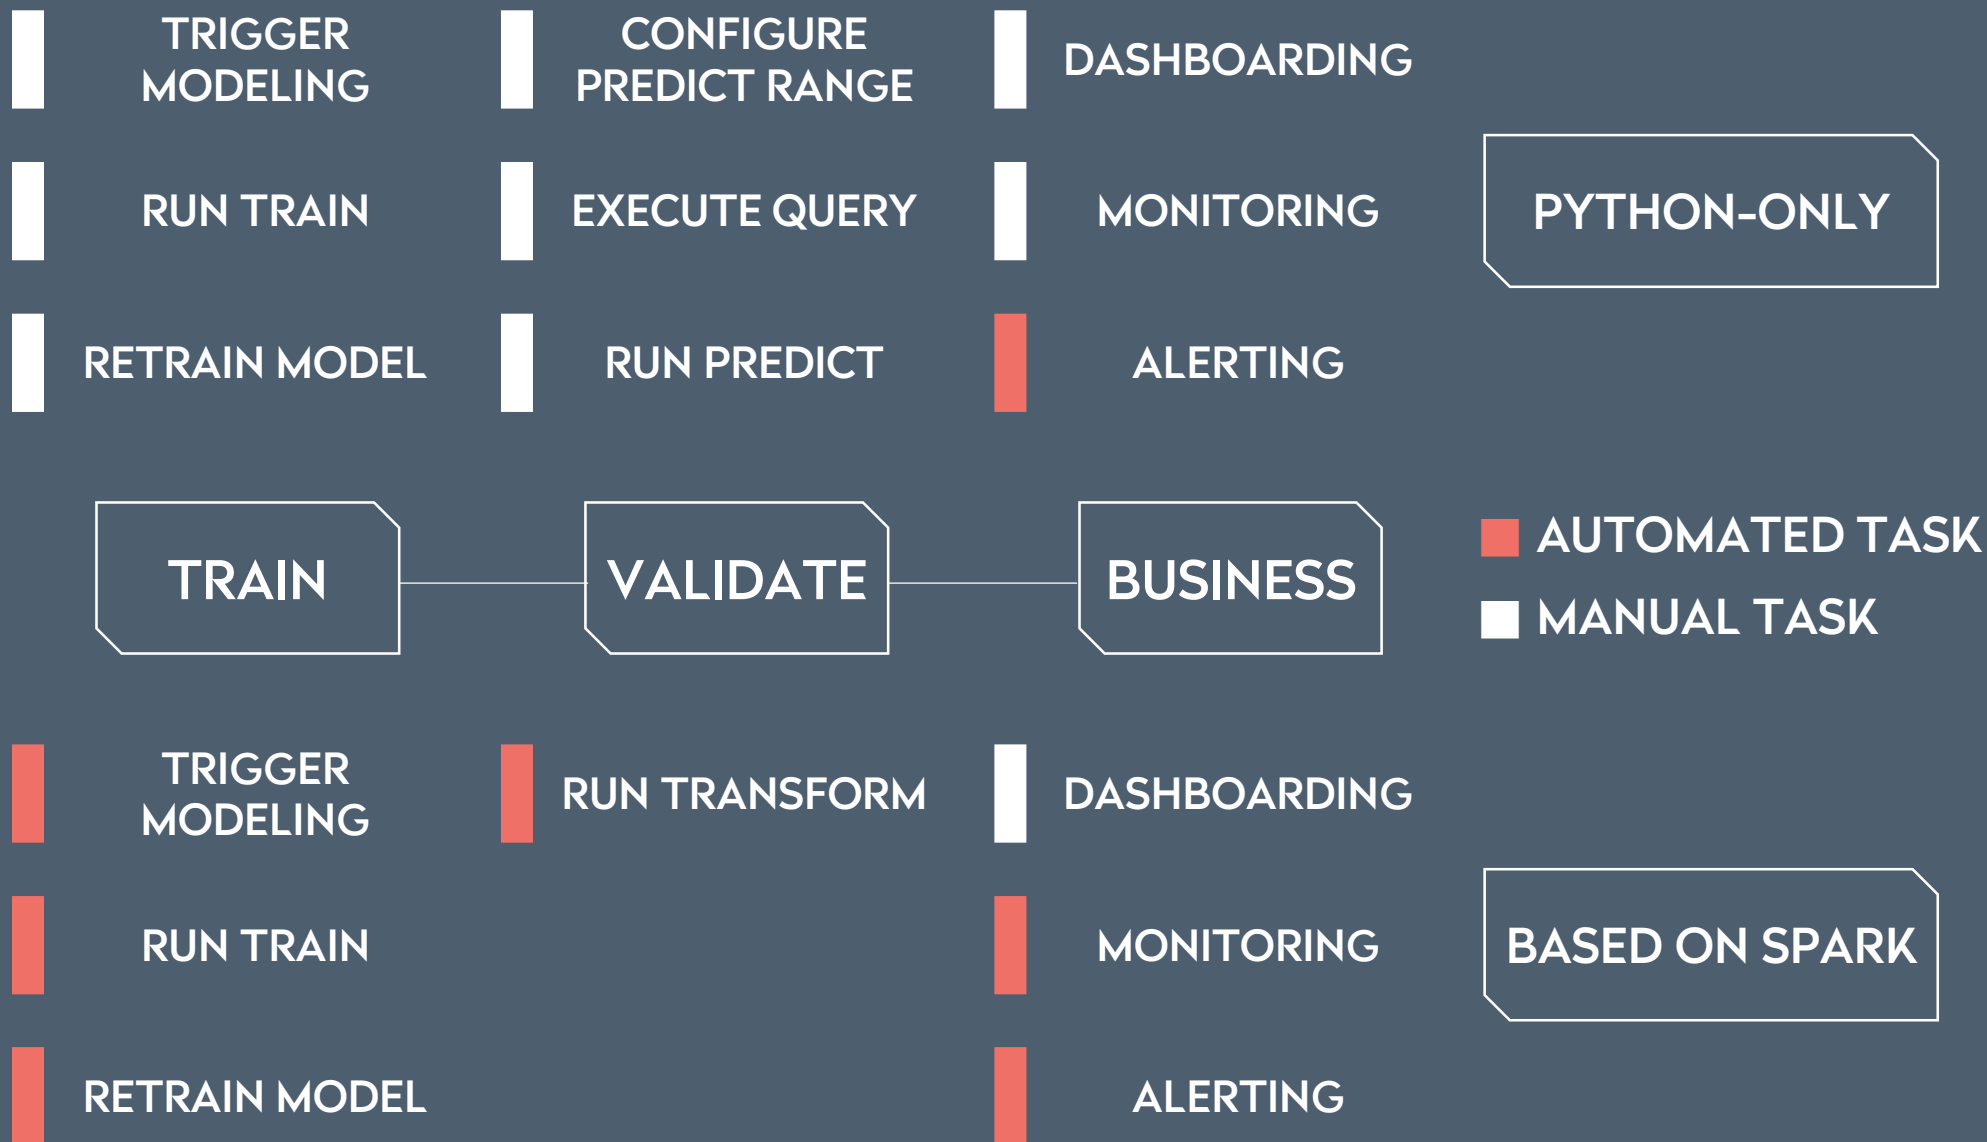 TRIGGER
MODELING
CONFIGURE
PREDICT RANGE
DASHBOARDING
RUN TRAIN
EXECUTE QUERY
MONITORING
PYTHON-ONLY
RETRAIN MODEL
RUN PREDICT
ALERTING
TRAIN
VALIDATE
BUSINESS
AUTOMATED TASK
MANUAL TASK
TRIGGER
MODELING
RUN TRANSFORM
DASHBOARDING
RUN TRAIN
MONITORING
BASED ON SPARK
RETRAIN MODEL
ALERTING